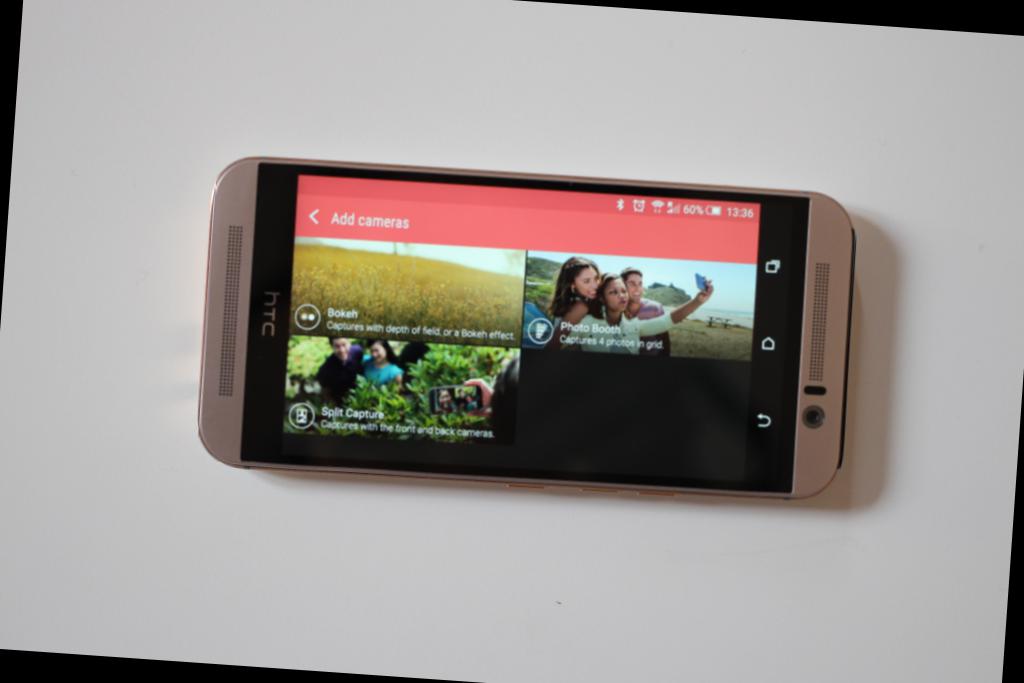 60% 13:36
Add cameras
Bokeh
Captures with depth of field, or a Bokeh effect.
Photo Booth
Captures 4 photos in grid.
Split Capture
Captures with the front and back cameras.
hTC